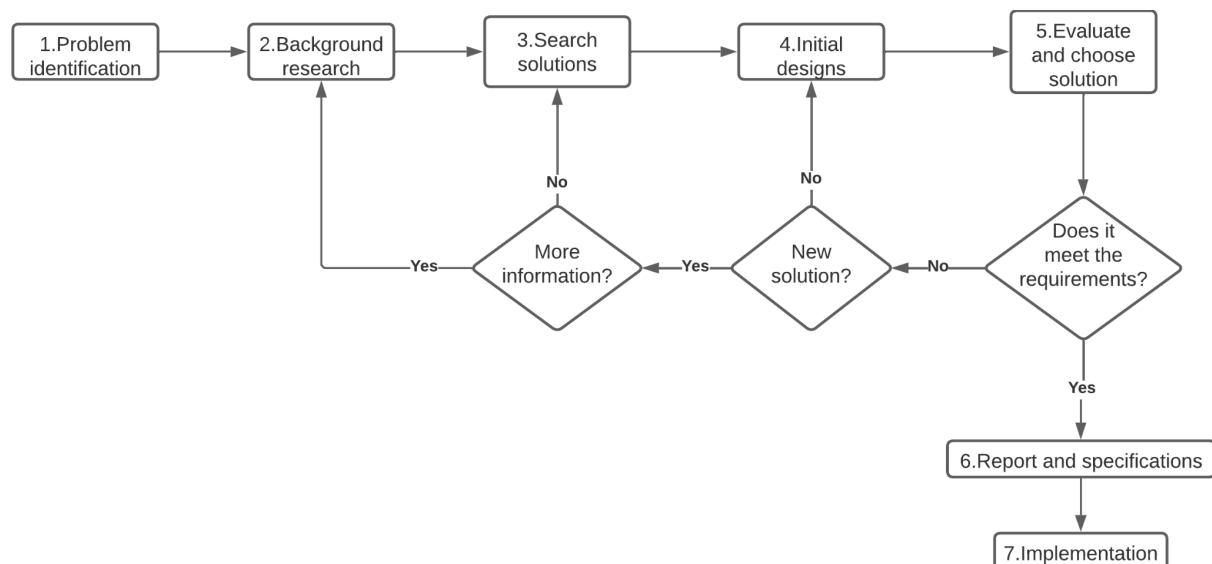 1.Problem
identification
2.Background
research
3.Search
solutions
4.Initial
designs
5.Evaluate
and choose
solution
No
No
More
information?
New
solution?
Does it
meet the
requirements?
Yes
Yes
No
Yes
6.Report and specifications
7.Implementation